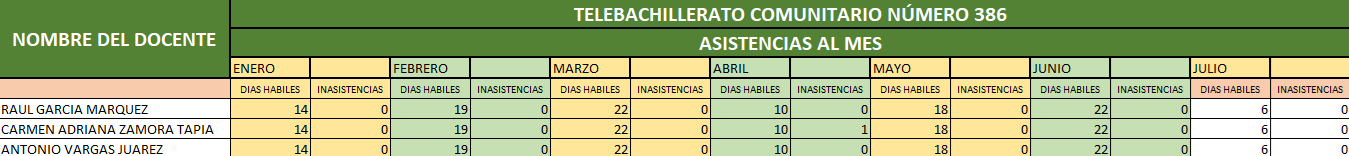 TELEBACHILLERATO COMUNITARIO NÚMERO 386
NOMBRE DEL DOCENTE
ASISTENCIAS AL MES
ENERO FEBRERO MARZO ABRIL MAYO JUNIO JULIO
DIAS HABILES INASISTENCIAS DIAS HABILES INASISTENCIAS DIAS HABILES INASISTENCIAS DIAS HABILES INASISTENCIAS DIAS HABILES INASISTENCIAS DIAS HABILES INASISTENCIAS DIAS HABILES INASISTENCIAS
RAUL GARCIA MARQUEZ 14 0 19 0 22 0 10 0 18 0 22 0 6 0
CARMEN ADRIANA ZAMORA TAPIA 14 0 19 0 22 0 10 1 18 0 22 0 6 0
ANTONIO VARGAS JUAREZ 14 0 19 0 22 0 10 0 18 0 22 0 6 0